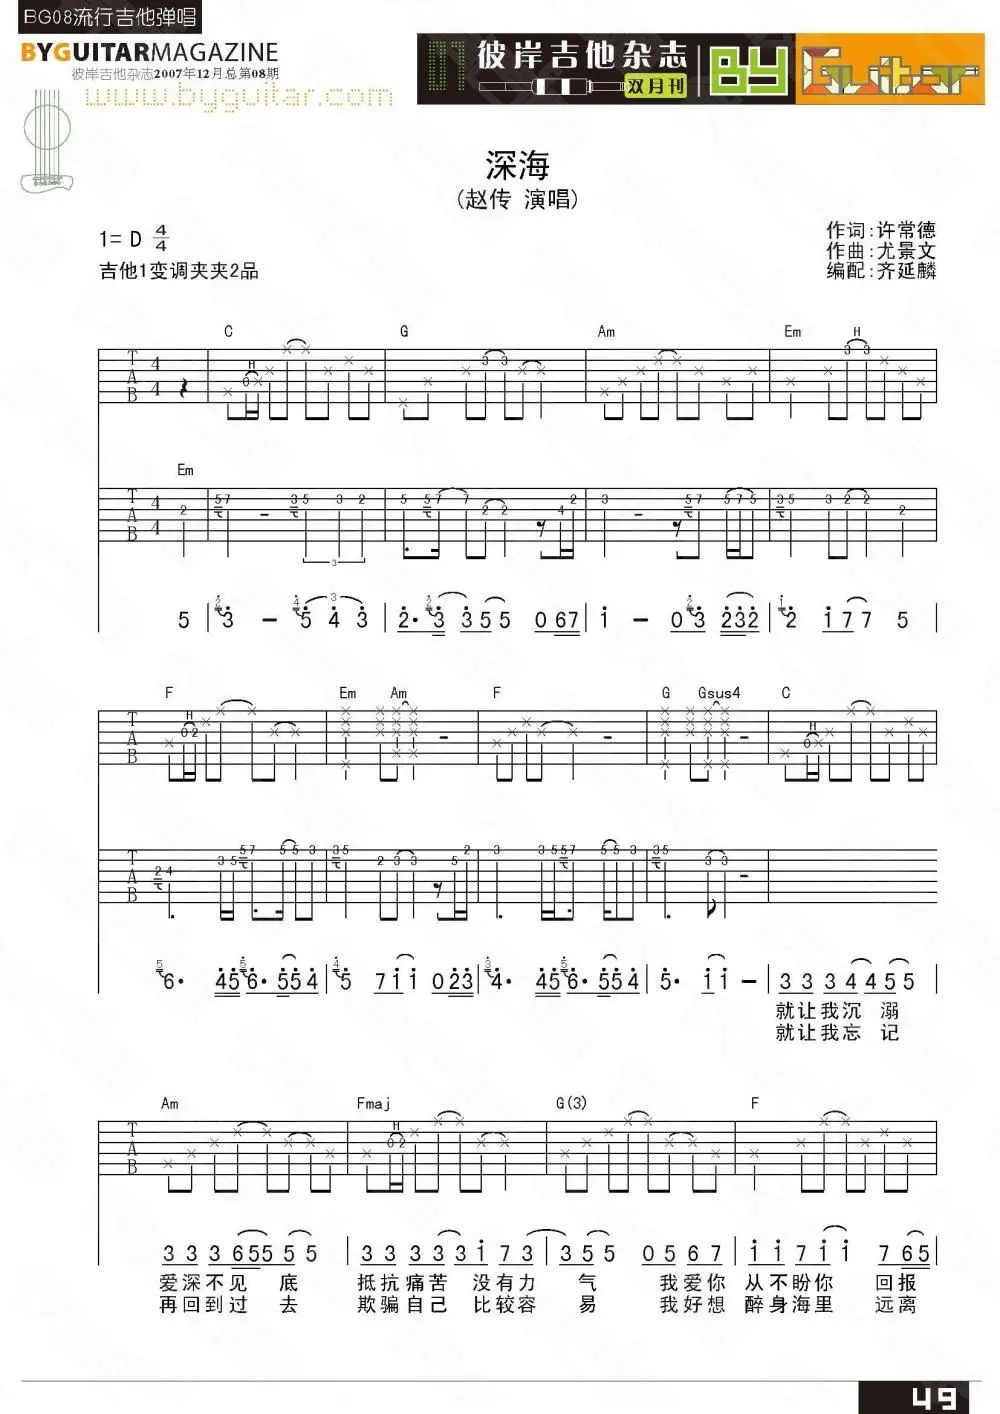 BG08流行吉他弹唱
BYGUITARMAGAZINE
彼岸吉他杂志2007年12月总第08期
www.byguitar.com
彼岸吉他杂志 双月刊 BY Guitar
深海
(赵传 演唱)
1= D 4/4
吉他1变调夹夹2品
作词:许常德
作曲:尤景文
编配:齐延麟
C G Am Em
Em
5 3 - 5 4 3 2· 3 3 5 5 0 6 7 1 - 0 3 2 3 2 2 1 7 7 5
F Em Am F G Gsus4 C
6· 4 5 6· 5 5 4 5 7 1 1 0 2 3 4· 4 5 6· 5 5 4 5· 1 1 - 3 3 3 4 4 5 5
就让我沉 溺
就让我忘 记
Am Fmaj G(3) F
3 3 3 6 5 5 5 5 3 3 3 3 3 1 7 3 3 5 5 0 5 6 7 1 1 7 1 1 7 6 5
爱深不见 底 抵抗痛苦 没有力 气 我爱你 从不盼你 回报
再回到过 去 欺骗自己 比较容 易 我好想 醉身海里 远离
49